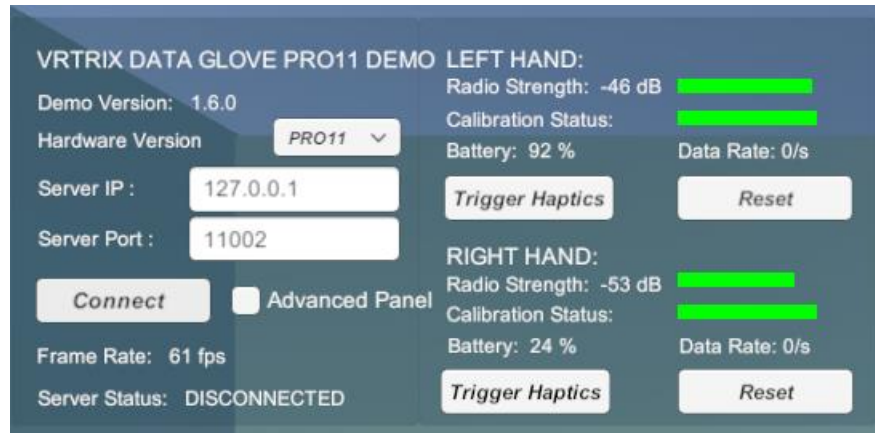 VRTRIX DATA GLOVE PRO11 DEMO
Demo Version: 1.6.0
Hardware Version PRO11
Server IP : 127.0.0.1
Server Port : 11002
Connect Advanced Panel
Frame Rate: 61 fps
Server Status: DISCONNECTED
LEFT HAND:
Radio Strength: -46 dB
Calibration Status:
Battery: 92 % Data Rate: 0/s
Trigger Haptics Reset
RIGHT HAND:
Radio Strength: -53 dB
Calibration Status:
Battery: 24 % Data Rate: 0/s
Trigger Haptics Reset